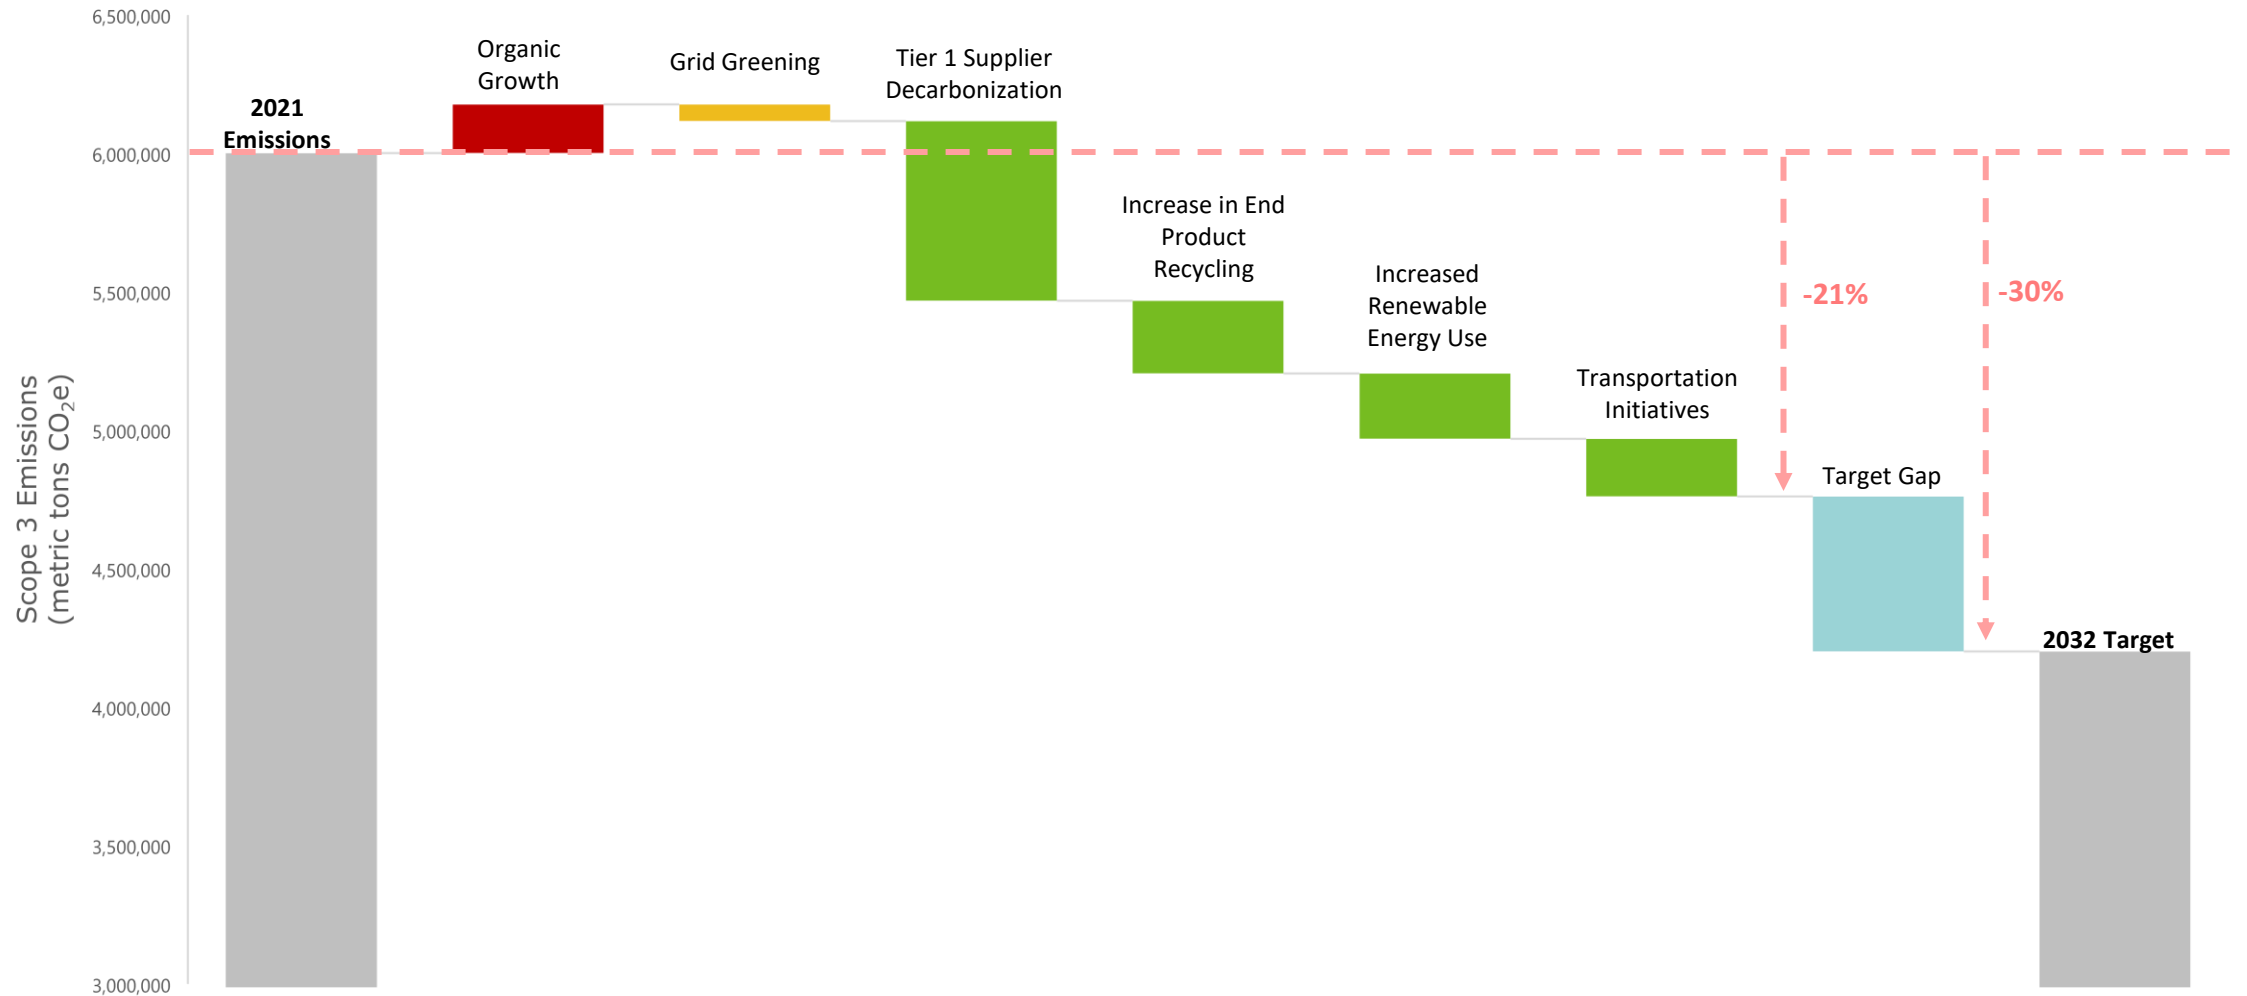 6,500,000
6,000,000
5,500,000
5,000,000
4,500,000
4,000,000
3,500,000
3,000,000
Scope 3 Emissions
(metric tons CO₂e)
2021
Emissions
Organic
Growth
Grid Greening
Tier 1 Supplier
Decarbonization
Increase in End
Product
Recycling
Increased
Renewable
Energy Use
Transportation
Initiatives
-21%
Target Gap
-30%
2032 Target